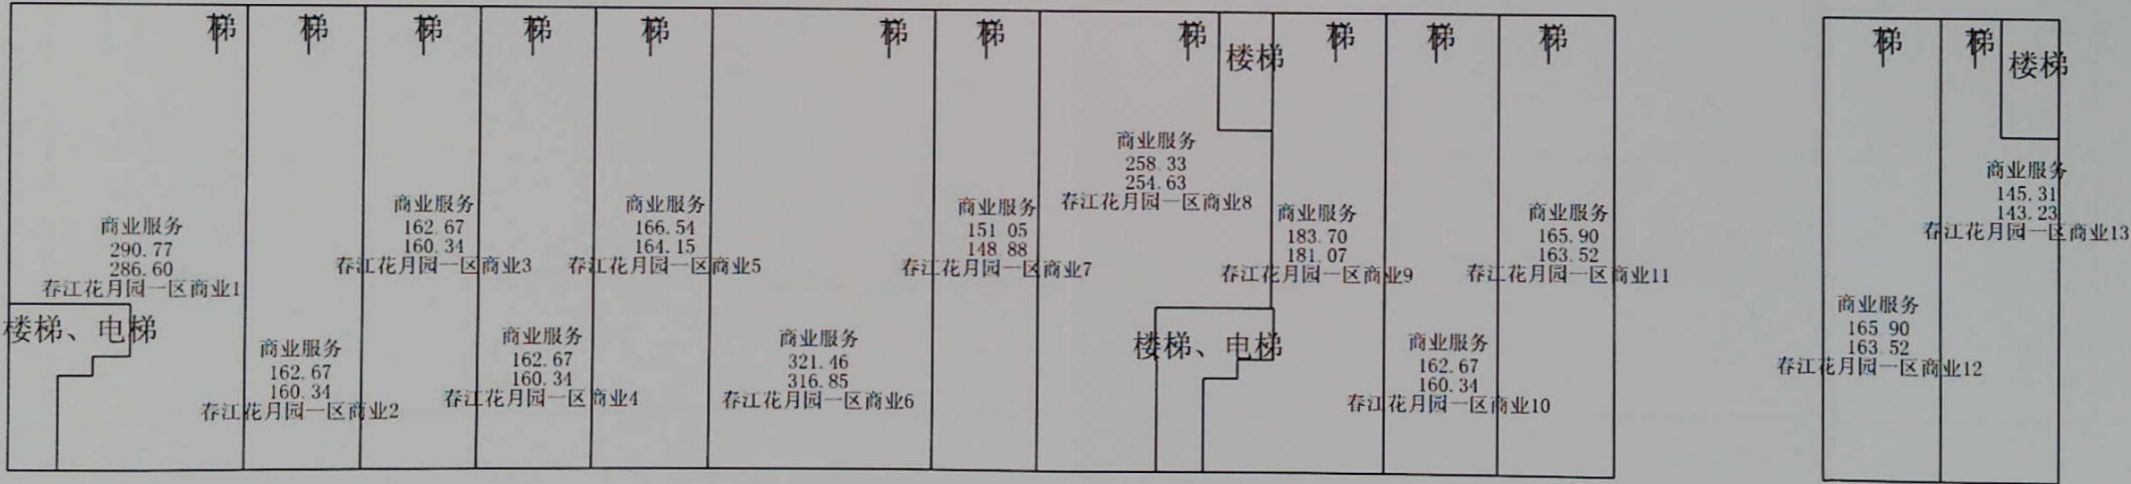 梯
梯
梯
梯
梯
梯
梯
梯
楼梯
梯
梯
梯
梯
梯
楼梯
商业服务
290.77
286.60
春江花月园一区商业1
楼梯、电梯
商业服务
162.67
160.34
春江花月园一区商业2
商业服务
162.67
160.34
春江花月园一区商业3
商业服务
162.67
160.34
春江花月园一区商业4
商业服务
166.54
164.15
春江花月园一区商业5
商业服务
321.46
316.85
春江花月园一区商业6
商业服务
151.05
148.88
春江花月园一区商业7
商业服务
258.33
254.63
春江花月园一区商业8
楼梯、电梯
商业服务
183.70
181.07
春江花月园一区商业9
商业服务
162.67
160.34
春江花月园一区商业10
商业服务
165.90
163.52
春江花月园一区商业11
商业服务
165.90
163.52
春江花月园一区商业12
商业服务
145.31
143.23
春江花月园一区商业13